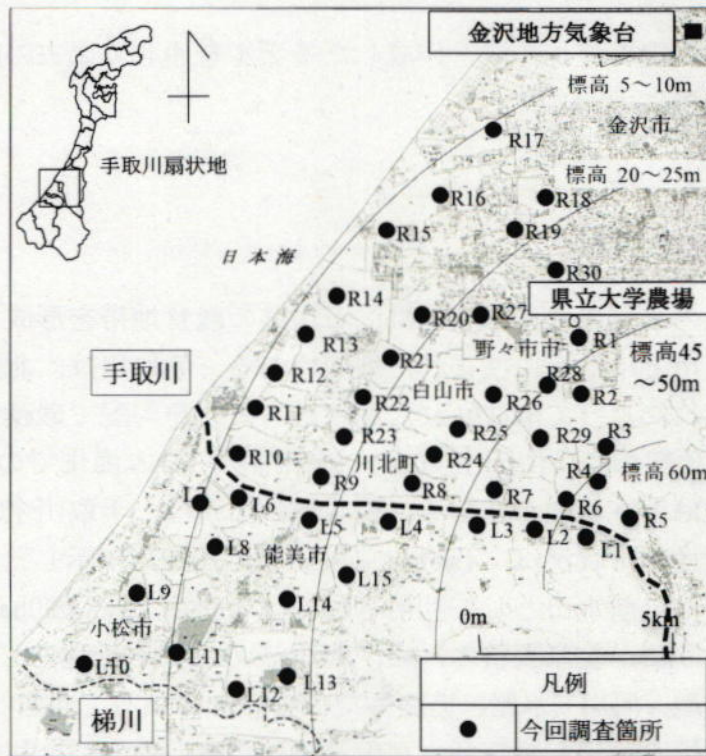 金沢地方気象台
標高 5～10m
金沢市
手取川扇状地
R17
標高 20～25m
R16
R18
R15
R19
日本海
R30
R14
県立大学農場
R20
R27
R13
R1
野々市市
標高45
～50m
R21
手取川
R12
R28
白山市
R22
R26
R2
R11
R23
R25
R29
R3
R10
川北町
R24
R4
標高60m
R9
R8
R7
R6
L7
L6
R5
L5
L4
L3
L2
L1
L8
能美市
L15
L9
L14
小松市
0m
5km
L11
L10
L13
L12
梯川
凡例
今回調査箇所